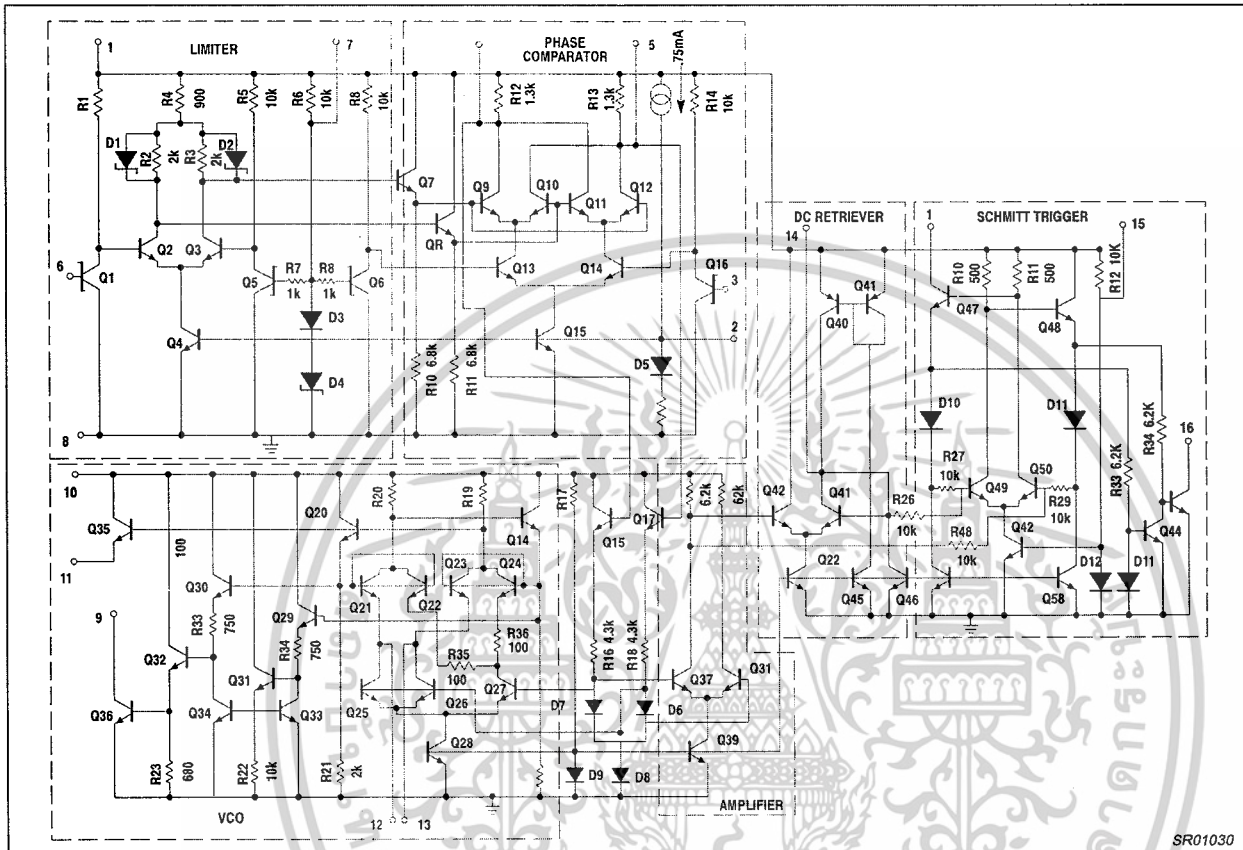 1
LIMITER
7
PHASE
COMPARATOR
5
75mA
R1
R4
900
R5
10k
R6
10k
R8
10k
R12
1.3k
R13
1.3k
R14
10k
D1
R2
2k
R3
2k
D2
Q7
Q9
Q10
Q11
Q12
QR
6
Q1
Q2
Q3
Q5
R7
1k
R8
1k
Q6
Q13
Q14
Q16
3
D3
Q4
Q15
2
D4
R10
6.8k
R11
6.8k
D5
8
DC RETRIEVER
14
SCHMITT TRIGGER
1
15
Q40
Q41
Q47
R10
500
R11
500
Q48
R12
10K
D10
D11
R34
6.2K
R33
6.2K
16
R27
10k
Q49
Q50
R29
10k
Q42
Q41
R26
10k
R48
10k
Q42
Q44
Q22
Q45
Q46
Q58
D12
D11
10
Q35
11
100
Q20
R20
R19
Q14
R17
Q15
Q17
6.2k
62k
Q30
Q21
Q22
Q23
Q24
9
R33
750
Q29
R34
750
R36
100
R35
100
R16
4.3k
R18
4.3k
Q32
Q31
Q36
Q34
Q33
Q25
Q26
Q27
D7
D6
Q37
Q31
Q28
Q39
R23
680
R22
10k
R21
2k
D9
D8
VCO
12
13
AMPLIFIER
SR01030